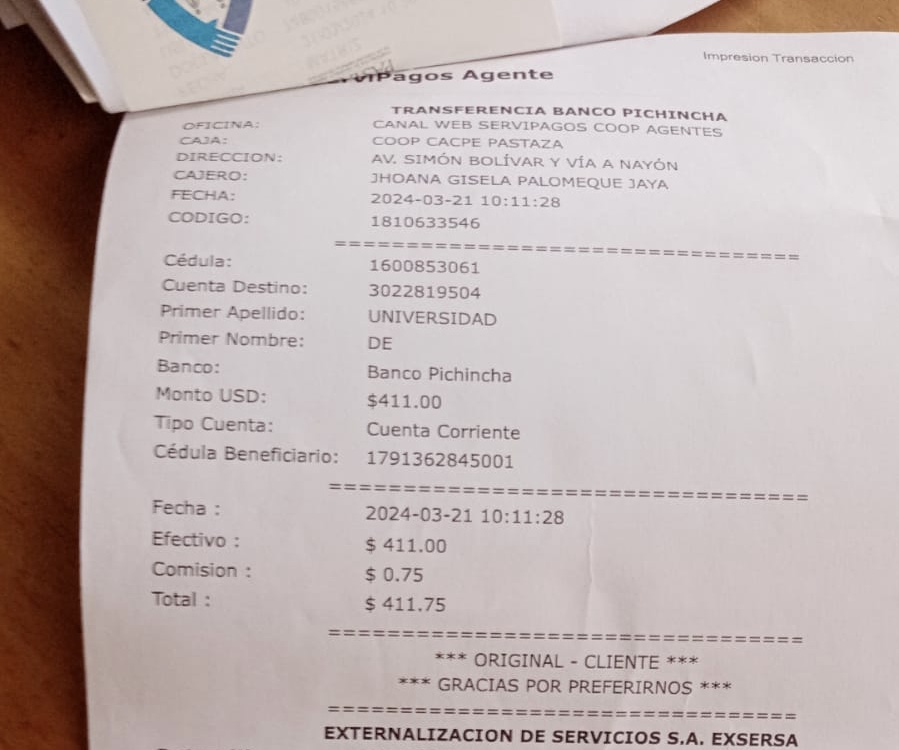 Impresion Transaccion
Pagos Agente
TRANSFERENCIA BANCO PICHINCHA
OFICINA: CANAL WEB SERVIPAGOS COOP AGENTES
CAJA: COOP CACPE PASTAZA
DIRECCION: AV. SIMÓN BOLÍVAR Y VÍA A NAYÓN
CAJERO: JHOANA GISELA PALOMEQUE JAYA
FECHA: 2024-03-21 10:11:28
CODIGO: 1810633546
================================
Cédula: 1600853061
Cuenta Destino: 3022819504
Primer Apellido: UNIVERSIDAD
Primer Nombre: DE
Banco: Banco Pichincha
Monto USD: $411.00
Tipo Cuenta: Cuenta Corriente
Cédula Beneficiario: 1791362845001
================================
Fecha : 2024-03-21 10:11:28
Efectivo : $ 411.00
Comision : $ 0.75
Total : $ 411.75
================================
*** ORIGINAL - CLIENTE ***
*** GRACIAS POR PREFERIRNOS ***
================================
EXTERNALIZACION DE SERVICIOS S.A. EXSERSA